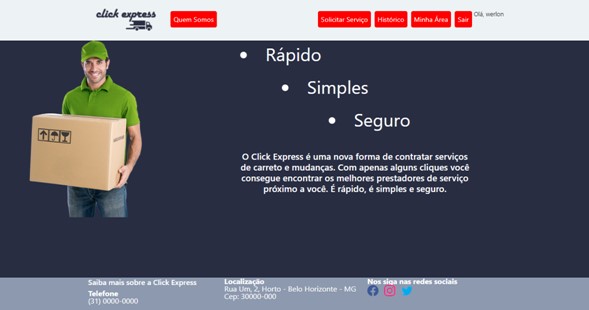 click express
Quem Somos
Solicitar Serviço
Histórico
Minha Área
Sair
Olá, werlon
Rápido
Simples
Seguro
O Click Express é uma nova forma de contratar serviços
de carreto e mudanças. Com apenas alguns cliques você
consegue encontrar os melhores prestadores de serviço
próximo a você. É rápido, é simples e seguro.
Saiba mais sobre a Click Express
Telefone
(31) 0000-0000
Localização
Rua Um, 2, Horto - Belo Horizonte - MG
Cep: 30000-000
Nos siga nas redes sociais